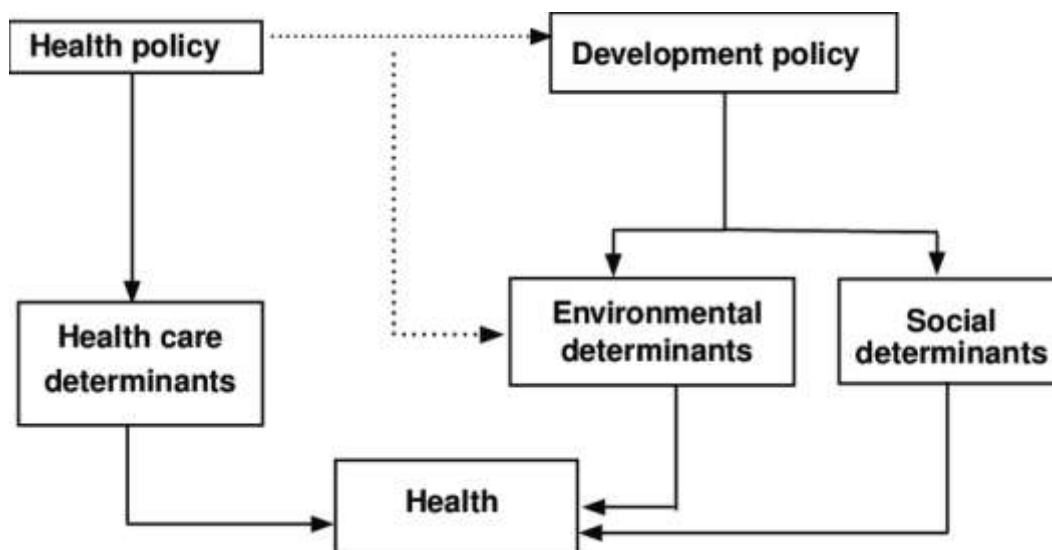 Health policy
Development policy
Health care
determinants
Environmental
determinants
Social
determinants
Health